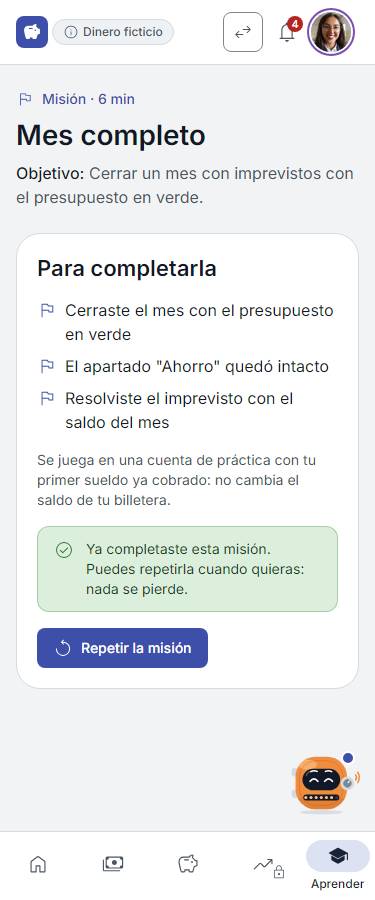 Dinero ficticio
4
Misión · 6 min
Mes completo
Objetivo: Cerrar un mes con imprevistos con
el presupuesto en verde.
Para completarla
Cerraste el mes con el presupuesto
en verde
El apartado "Ahorro" quedó intacto
Resolviste el imprevisto con el
saldo del mes
Se juega en una cuenta de práctica con tu
primer sueldo ya cobrado: no cambia el
saldo de tu billetera.
Ya completaste esta misión.
Puedes repetirla cuando quieras:
nada se pierde.
Repetir la misión
Aprender